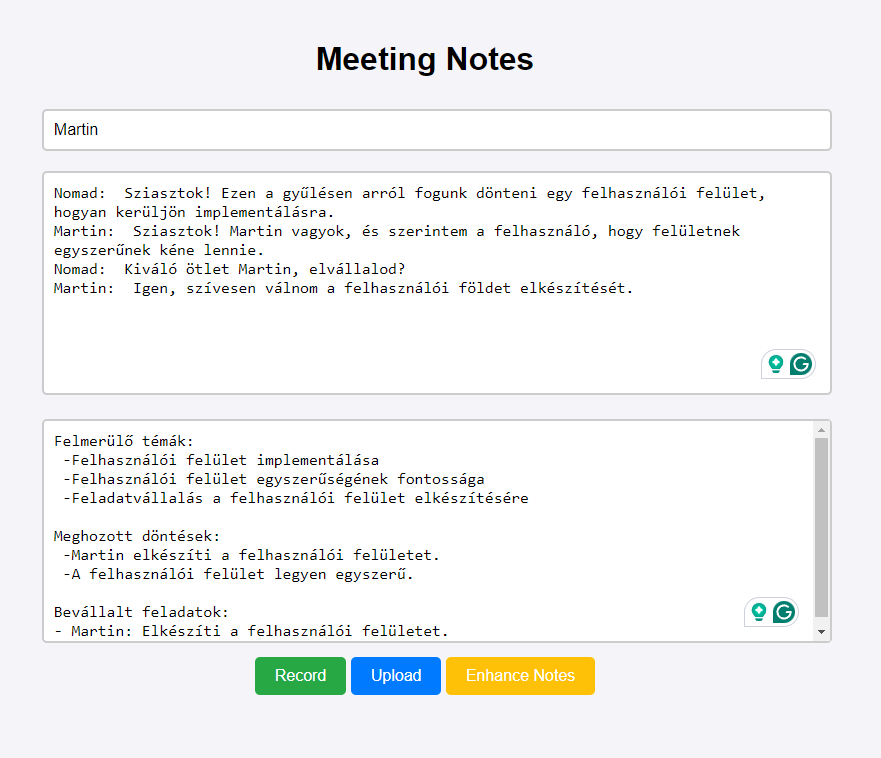 Meeting Notes
Martin
Nomad:  Sziasztok! Ezen a gyűlésen arról fogunk dönteni egy felhasználói felület,
hogyan kerüljön implementálásra.
Martin:  Sziasztok! Martin vagyok, és szerintem a felhasználó, hogy felületnek
egyszerűnek kéne lennie.
Nomad:  Kiváló ötlet Martin, elvállalod?
Martin:  Igen, szívesen válnom a felhasználói földet elkészítését.
Felmerülő témák:
-Felhasználói felület implementálása
-Felhasználói felület egyszerűségének fontossága
-Feladatvállalás a felhasználói felület elkészítésére
Meghozott döntések:
-Martin elkészíti a felhasználói felületet.
-A felhasználói felület legyen egyszerű.
Bevállalt feladatok:
- Martin: Elkészíti a felhasználói felületet.
Record Upload Enhance Notes